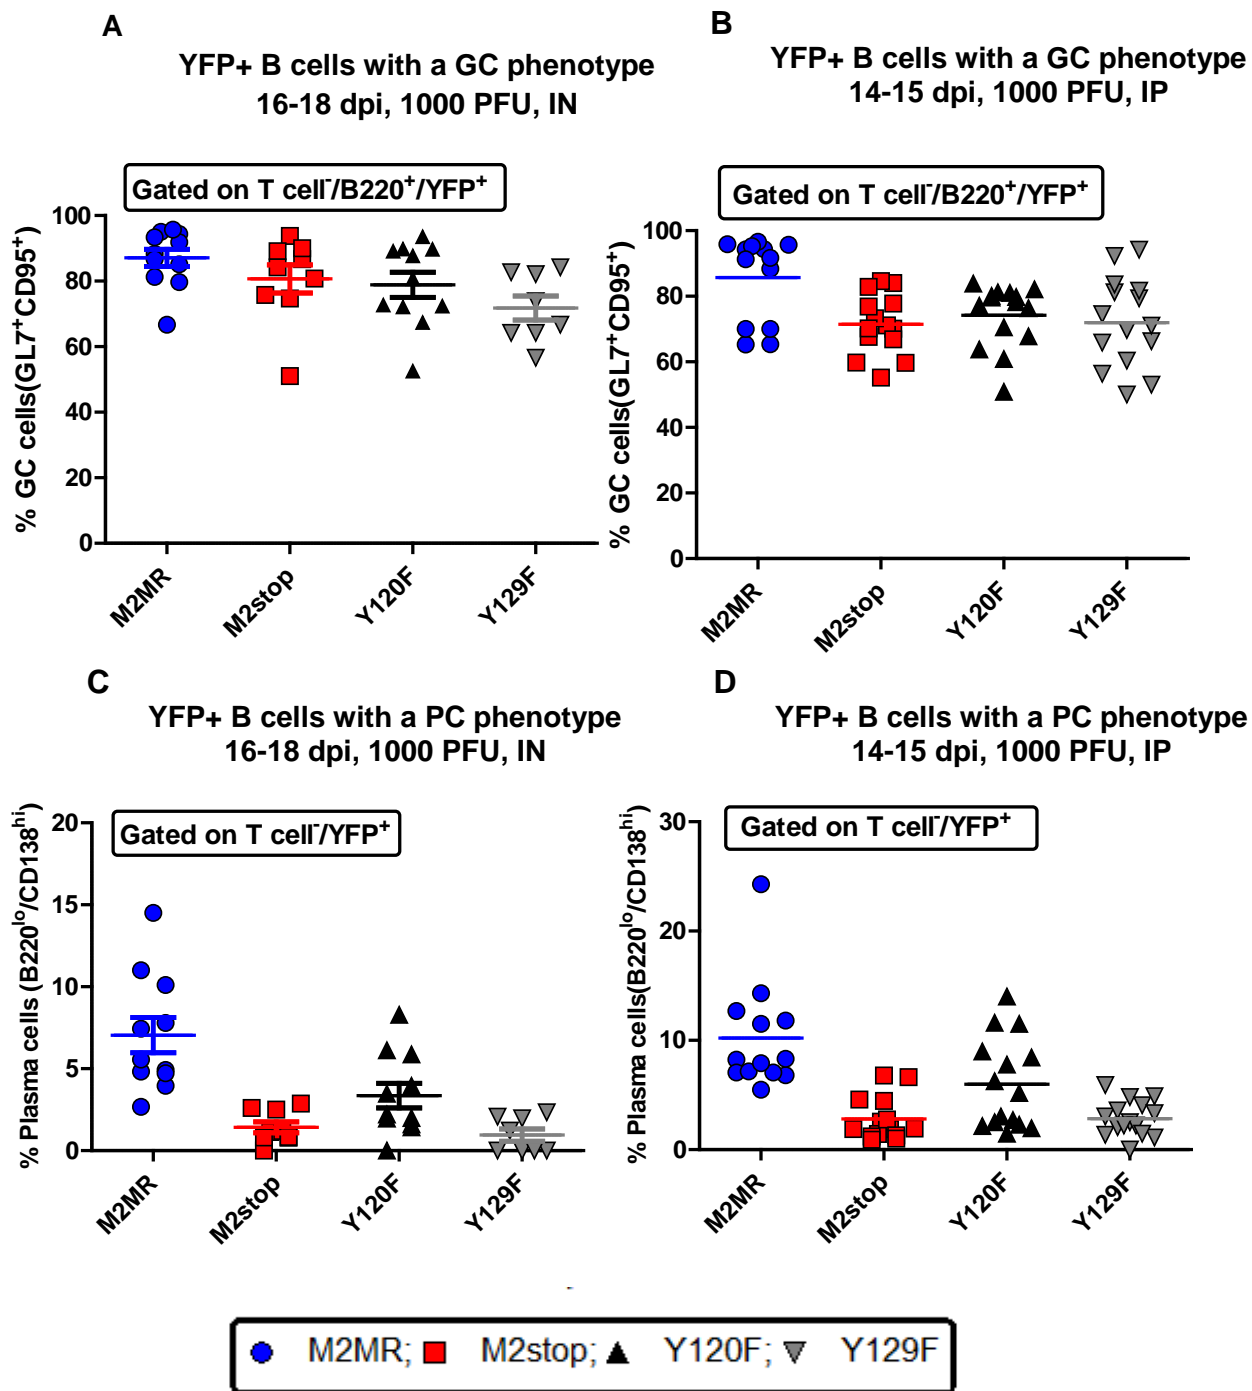 A
YFP+ B cells with a GC phenotype
16-18 dpi, 1000 PFU, IN
Gated on T cell⁻/B220⁺/YFP⁺
% GC cells(GL7⁺CD95⁺)
100
80
60
40
20
0
M2MR
M2stop
Y120F
Y129F
B
YFP+ B cells with a GC phenotype
14-15 dpi, 1000 PFU, IP
Gated on T cell⁻/B220⁺/YFP⁺
% GC cells(GL7⁺CD95⁺)
100
80
60
40
20
0
M2MR
M2stop
Y120F
Y129F
C
YFP+ B cells with a PC phenotype
16-18 dpi, 1000 PFU, IN
Gated on T cell⁻/YFP⁺
% Plasma cells (B220ˡᵒ/CD138ʰⁱ)
20
15
10
5
0
M2MR
M2stop
Y120F
Y129F
D
YFP+ B cells with a PC phenotype
14-15 dpi, 1000 PFU, IP
Gated on T cell⁻/YFP⁺
% Plasma cells(B220ˡᵒ/CD138ʰⁱ)
30
20
10
0
M2MR
M2stop
Y120F
Y129F
M2MR; M2stop; Y120F; Y129F